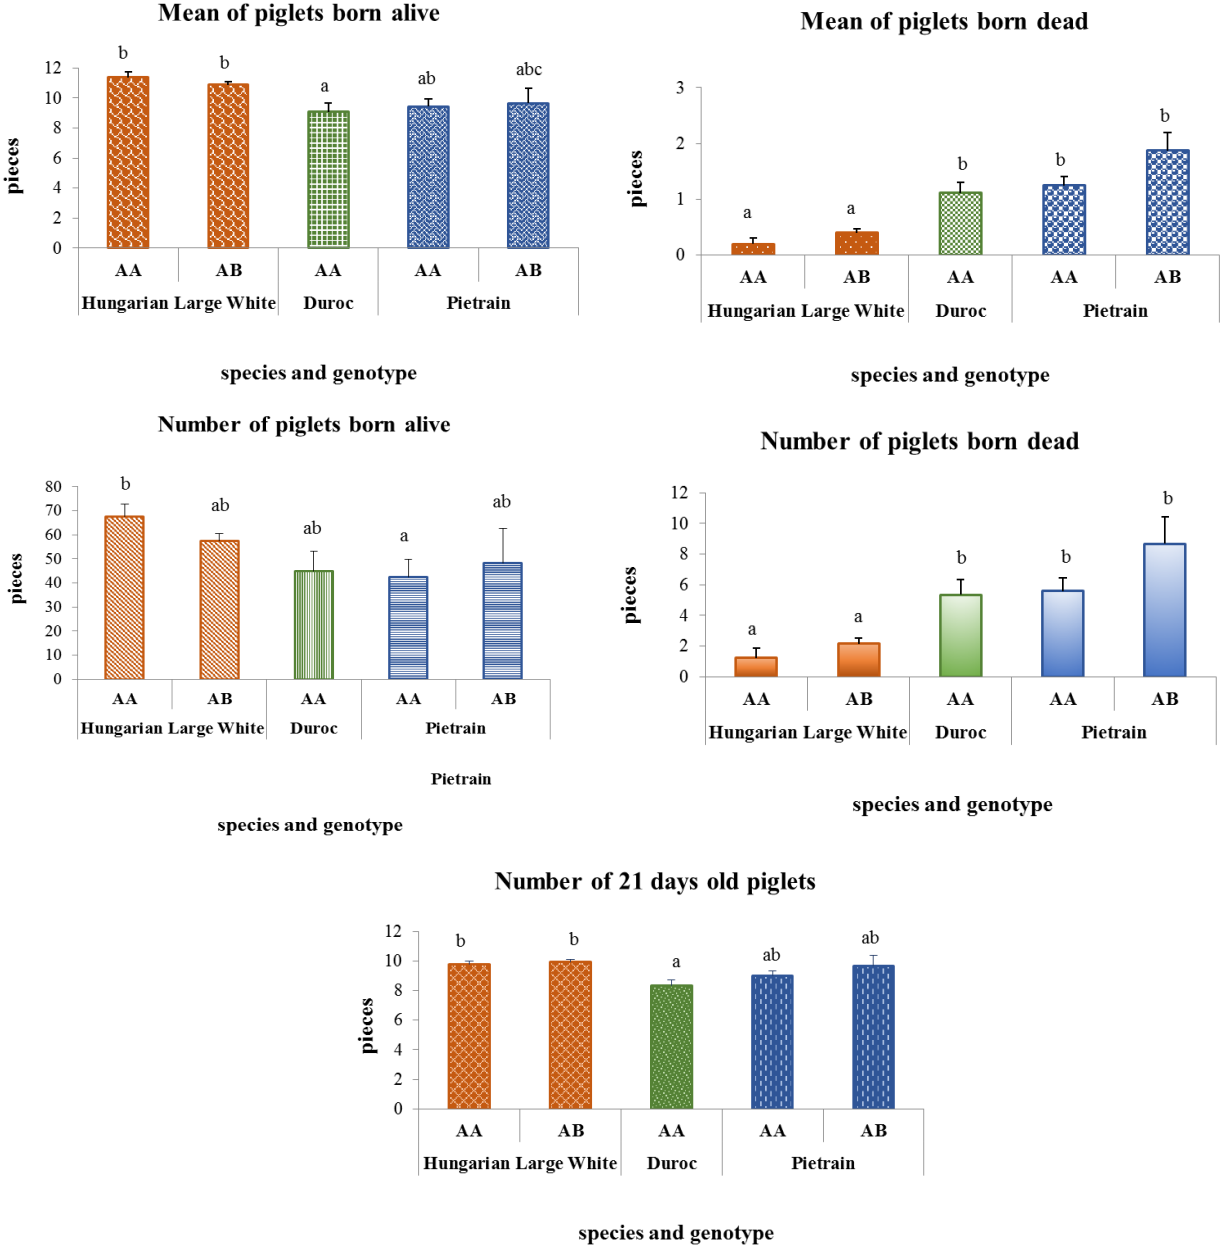 Mean of piglets born alive
b
b
a
ab
abc
12
10
8
6
4
2
0
pieces
AA
AB
AA
AA
AB
Hungarian Large White
Duroc
Pietrain
species and genotype
Mean of piglets born dead
3
2
1
0
pieces
a
a
b
b
b
AA
AB
AA
AA
AB
Hungarian Large White
Duroc
Pietrain
species and genotype
Number of piglets born alive
80
70
60
50
40
30
20
10
0
pieces
b
ab
ab
a
ab
AA
AB
AA
AA
AB
Hungarian Large White
Duroc
Pietrain
Pietrain
species and genotype
Number of piglets born dead
12
10
8
6
4
2
0
pieces
a
a
b
b
b
AA
AB
AA
AA
AB
Hungarian Large White
Duroc
Pietrain
species and genotype
Number of 21 days old piglets
12
10
8
6
4
2
0
pieces
b
b
a
ab
ab
AA
AB
AA
AA
AB
Hungarian Large White
Duroc
Pietrain
species and genotype